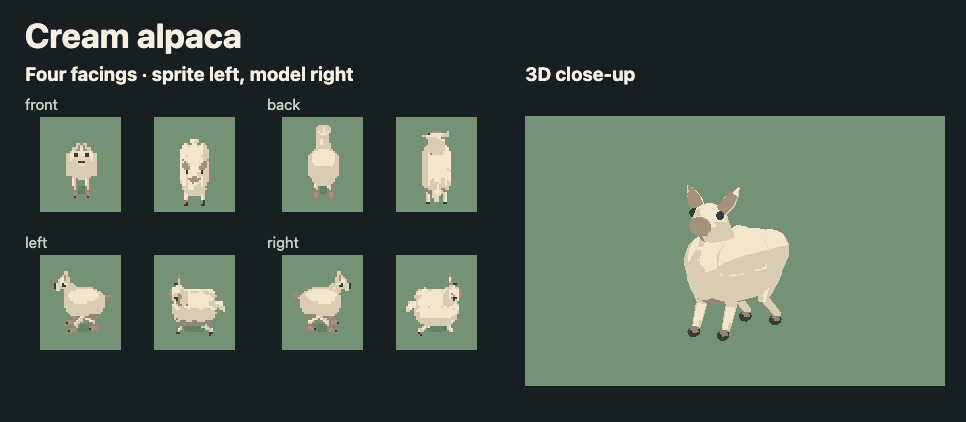 Cream alpaca
Four facings · sprite left, model right
3D close-up
front
back
left
right